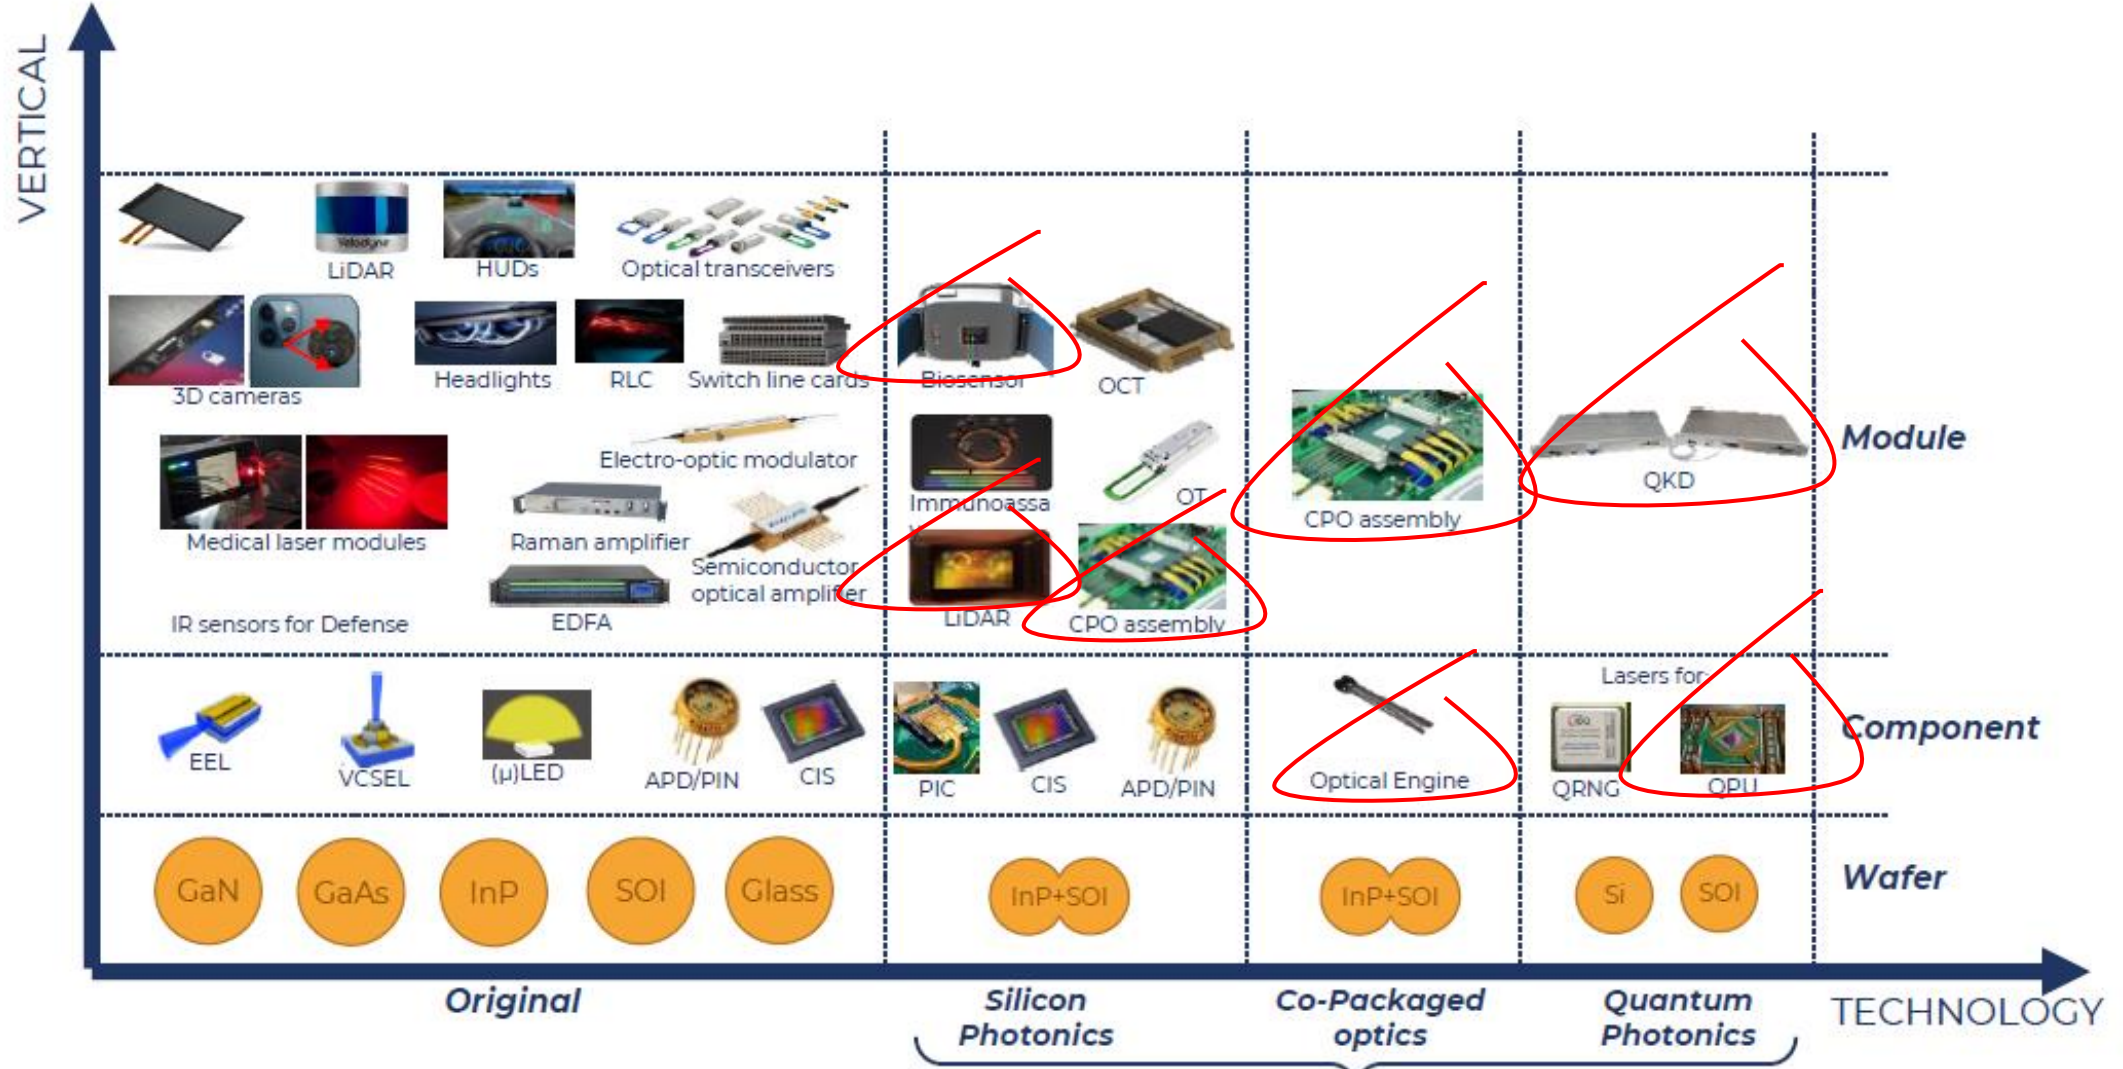 VERTICAL
Velodyne
LiDAR
HUDs
Optical transceivers
3D cameras
Headlights
RLC
Switch line cards
Biosensor
OCT
Electro-optic modulator
Medical laser modules
Raman amplifier
Semiconductor
optical amplifier
IR sensors for Defense
EDFA
Immunoassa
OT
LiDAR
CPO assembly
CPO assembly
QKD
Module
EEL
VCSEL
(µ)LED
APD/PIN
CIS
PIC
CIS
APD/PIN
Optical Engine
Lasers for:
QRNG
QPU
Component
GaN
GaAs
InP
SOI
Glass
InP+SOI
InP+SOI
Si
SOI
Wafer
Original
Silicon
Photonics
Co-Packaged
optics
Quantum
Photonics
TECHNOLOGY